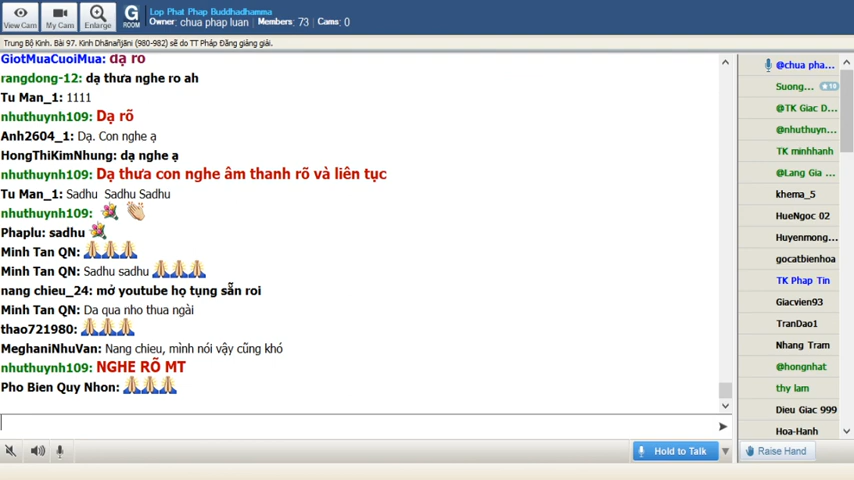 Lop Phat Phap Buddhadhamma
Owner: chua phap luan Members: 73 Cams: 0
View Cam My Cam Enlarge G ROOM
Trung Bộ Kinh. Bài 97. Kinh Dhānañjāni (980-982) sẽ do TT Pháp Đăng giảng giải.
GiotMuaCuoiMua: dạ rõ
rangdong-12: dạ thưa nghe ro ah
Tu Man_1: 1111
nhuthuynh109: Dạ rõ
Anh2604_1: Dạ. Con nghe ạ
HongThiKimNhung: dạ nghe ạ
nhuthuynh109: Dạ thưa con nghe âm thanh rõ và liên tục
Tu Man_1: Sadhu Sadhu Sadhu
nhuthuynh109:
Phaplu: sadhu
Minh Tan QN:
Minh Tan QN: Sadhu sadhu
nang chieu_24: mở youtube họ tụng sẵn roi
Minh Tan QN: Da qua nho thua ngài
thao721980:
MeghaniNhuVan: Nang chieu, mình nói vậy cũng khó
nhuthuynh109: NGHE RÕ MT
Pho Bien Quy Nhon:
@chua pha...
Suong... 18
@TK Giac D...
@nhuthuyn...
TK minhhanh
@Lang Gia ...
khema_5
HueNgoc 02
Huyenmong...
gocatbienhoa
TK Phap Tin
Giacvien93
TranDao1
Nhang Tram
@hongnhat
thy lam
Dieu Giac 999
Hoa-Hanh
Hold to Talk
Raise Hand